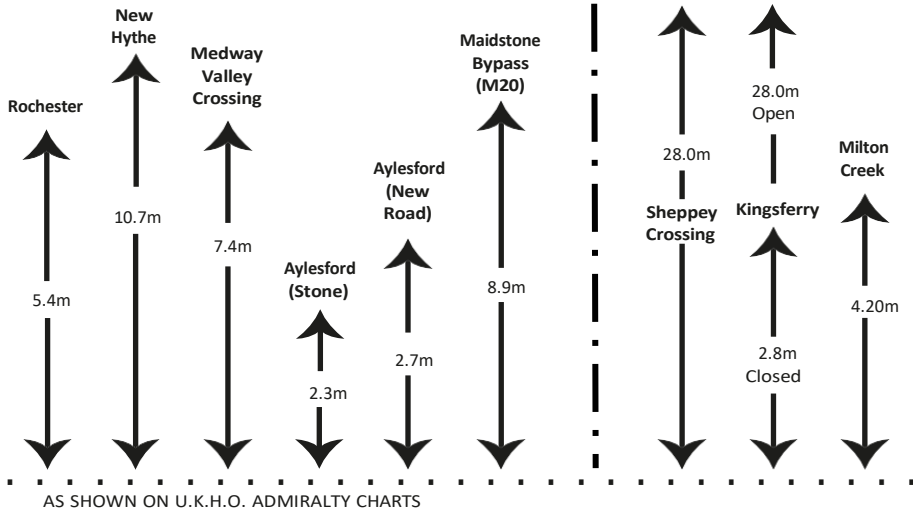 Rochester
5.4m
New
Hythe
10.7m
Medway
Valley
Crossing
7.4m
Aylesford
(Stone)
2.3m
Aylesford
(New
Road)
2.7m
Maidstone
Bypass
(M20)
8.9m
28.0m
Sheppey
Crossing
28.0m
Open
Kingsferry
2.8m
Closed
Milton
Creek
4.20m
AS SHOWN ON U.K.H.O. ADMIRALTY CHARTS